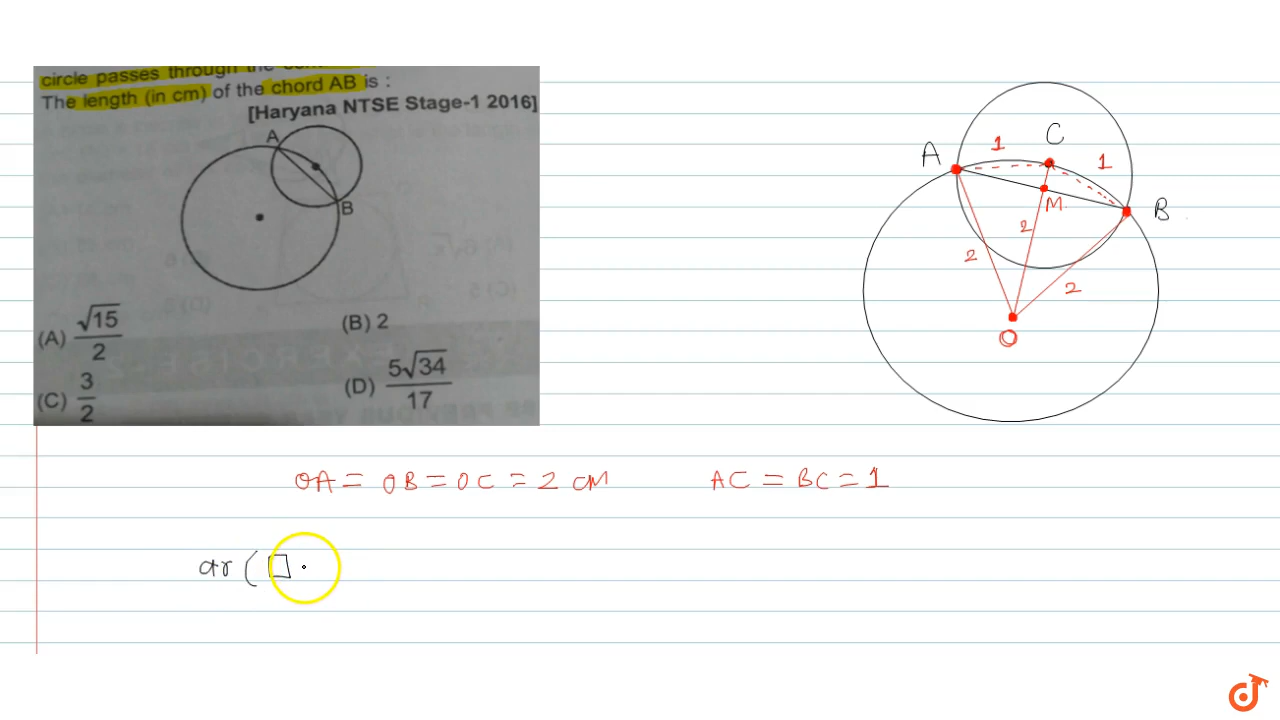 circle passes through the
The length (in cm) of the chord AB is :
[Haryana NTSE Stage-1 2016]
A
B
(A) √15/2
(B) 2
(C) 3/2
(D) 5√34/17
C
A
1
1
B
M
2
2
2
O
OA = OB = OC = 2 CM
AC = BC = 1
ar ( □